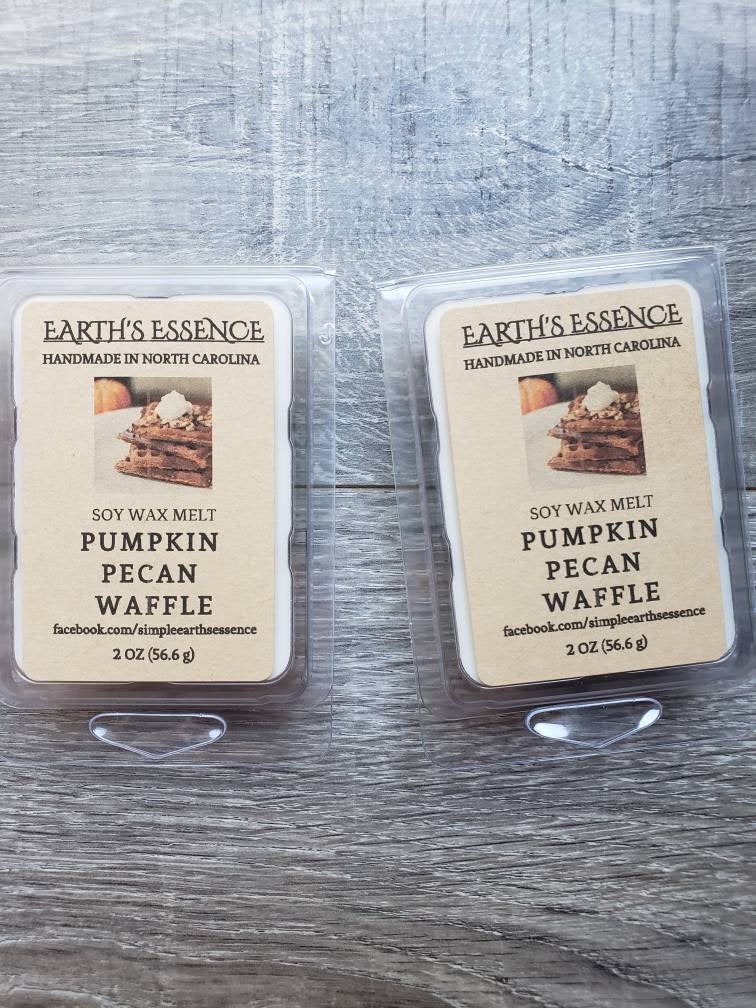 EARTH'S ESSENCE
HANDMADE IN NORTH CAROLINA
SOY WAX MELT
PUMPKIN
PECAN
WAFFLE
facebook.com/simpleearthsessence
2 OZ (56.6 g)
EARTH'S ESSENCE
HANDMADE IN NORTH CAROLINA
SOY WAX MELT
PUMPKIN
PECAN
WAFFLE
facebook.com/simpleearthsessence
2 OZ (56.6 g)